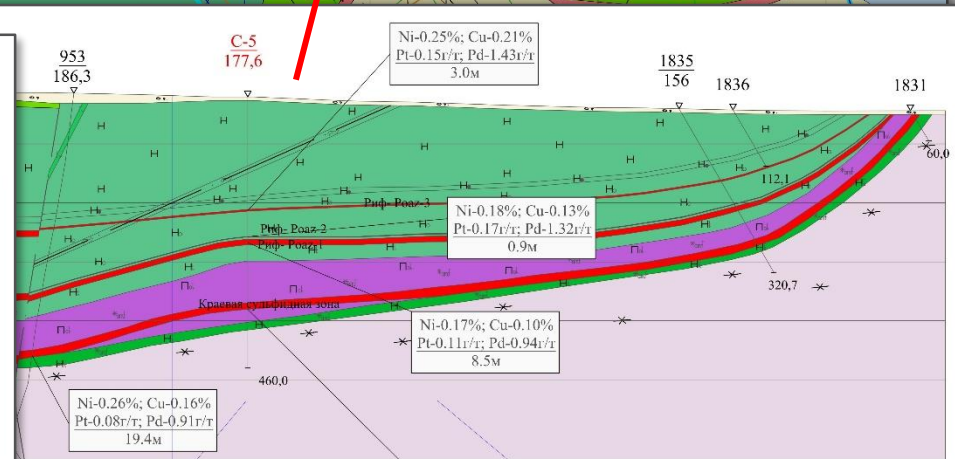 Ni-0.25%; Cu-0.21%
Pt-0.15г/т; Pd-1.43г/т
3.0м
953
186,3
C-5
177,6
1835
156
1836
1831
60,0
112,1
Риф- Poaz-3
Ni-0.18%; Cu-0.13%
Pt-0.17г/т; Pd-1.32г/т
0.9м
Риф- Poaz-2
Риф- Poaz-1
320,7
Краевая сульфидная зона
Ni-0.17%; Cu-0.10%
Pt-0.11г/т; Pd-0.94г/т
8.5м
460,0
Ni-0.26%; Cu-0.16%
Pt-0.08г/т; Pd-0.91г/т
19.4м